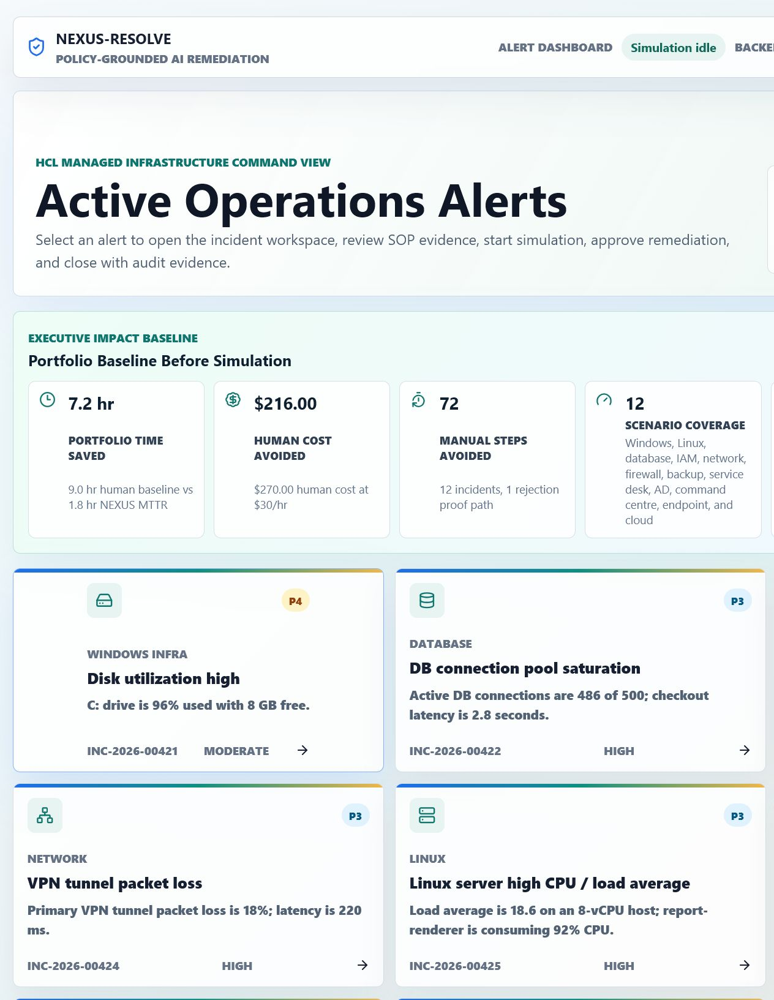 NEXUS-RESOLVE
POLICY-GROUNDED AI REMEDIATION
ALERT DASHBOARD
Simulation idle
HCL MANAGED INFRASTRUCTURE COMMAND VIEW
Active Operations Alerts
Select an alert to open the incident workspace, review SOP evidence, start simulation, approve remediation,
and close with audit evidence.
EXECUTIVE IMPACT BASELINE
Portfolio Baseline Before Simulation
7.2 hr
PORTFOLIO TIME
SAVED
9.0 hr human baseline vs
1.8 hr NEXUS MTTR
$216.00
HUMAN COST
AVOIDED
$270.00 human cost at
$30/hr
72
MANUAL STEPS
AVOIDED
12 incidents, 1 rejection
proof path
12
SCENARIO COVERAGE
Windows, Linux,
database, IAM, network,
firewall, backup, service
desk, AD, command
centre, endpoint, and
cloud
P4
WINDOWS INFRA
Disk utilization high
C: drive is 96% used with 8 GB free.
INC-2026-00421 MODERATE
P3
DATABASE
DB connection pool saturation
Active DB connections are 486 of 500; checkout
latency is 2.8 seconds.
INC-2026-00422 HIGH
P3
NETWORK
VPN tunnel packet loss
Primary VPN tunnel packet loss is 18%; latency is 220
ms.
INC-2026-00424 HIGH
P3
LINUX
Linux server high CPU / load average
Load average is 18.6 on an 8-vCPU host; report-
renderer is consuming 92% CPU.
INC-2026-00425 HIGH